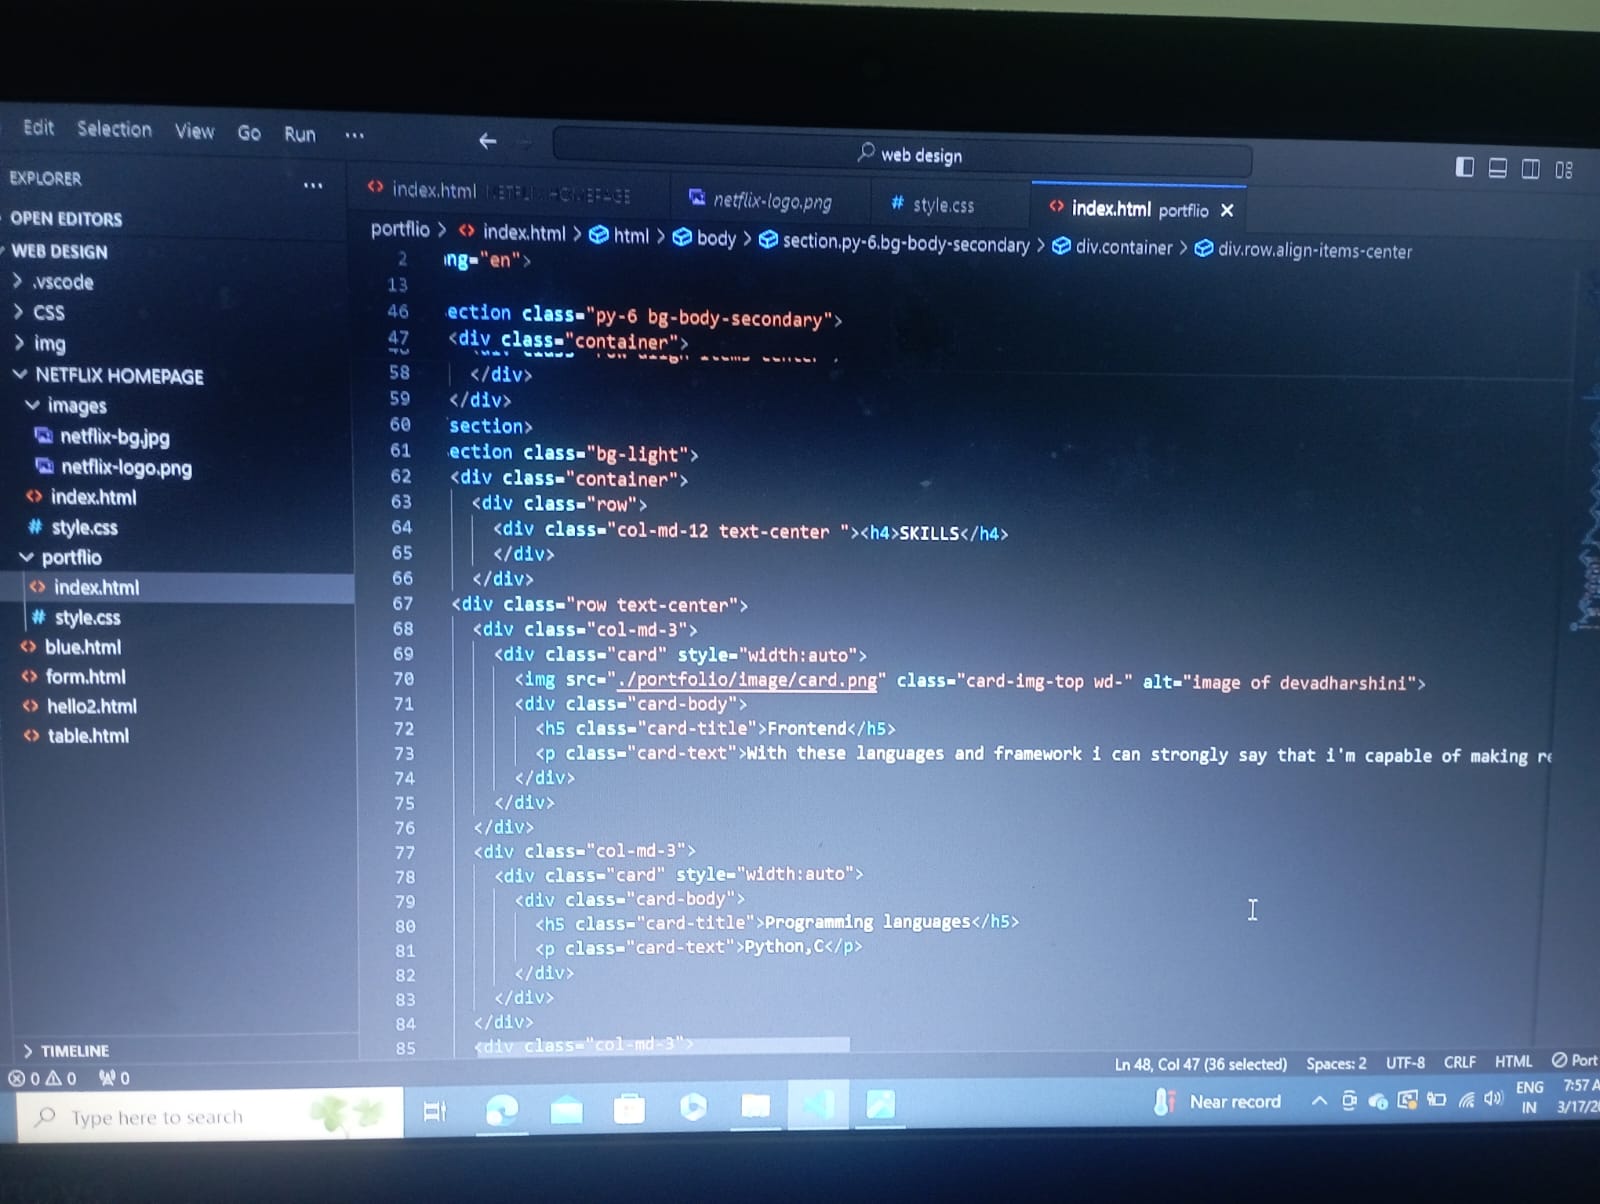 Edit Selection View Go Run ...
web design
EXPLORER ...
OPEN EDITORS
WEB DESIGN
.vscode
CSS
img
NETFLIX HOMEPAGE
images
netflix-bg.jpg
netflix-logo.png
index.html
style.css
portflio
index.html
style.css
blue.html
form.html
hello2.html
table.html
TIMELINE
index.html NETFLIX HOMEPAGE netflix-logo.png # style.css index.html portflio
portflio > index.html > html > body > section.py-6.bg-body-secondary > div.container > div.row.align-items-center
2 ng="en">
13
46 ection class="py-6 bg-body-secondary">
47 <div class="container">
58 </div>
59 </div>
60 section>
61 ection class="bg-light">
62 <div class="container">
63 <div class="row">
64 <div class="col-md-12 text-center "><h4>SKILLS</h4>
65 </div>
66 </div>
67 <div class="row text-center">
68 <div class="col-md-3">
69 <div class="card" style="width:auto">
70 <img src="./portfolio/image/card.png" class="card-img-top wd-" alt="image of devadharshini">
71 <div class="card-body">
72 <h5 class="card-title">Frontend</h5>
73 <p class="card-text">With these languages and framework i can strongly say that i'm capable of making re
74 </div>
75 </div>
76 </div>
77 <div class="col-md-3">
78 <div class="card" style="width:auto">
79 <div class="card-body">
80 <h5 class="card-title">Programming languages</h5>
81 <p class="card-text">Python,C</p>
82 </div>
83 </div>
84 </div>
85 <div class="col-md-3">
0 0 0
Ln 48, Col 47 (36 selected) Spaces: 2 UTF-8 CRLF HTML Port
Type here to search
Near record
ENG
IN
7:57 A
3/17/20